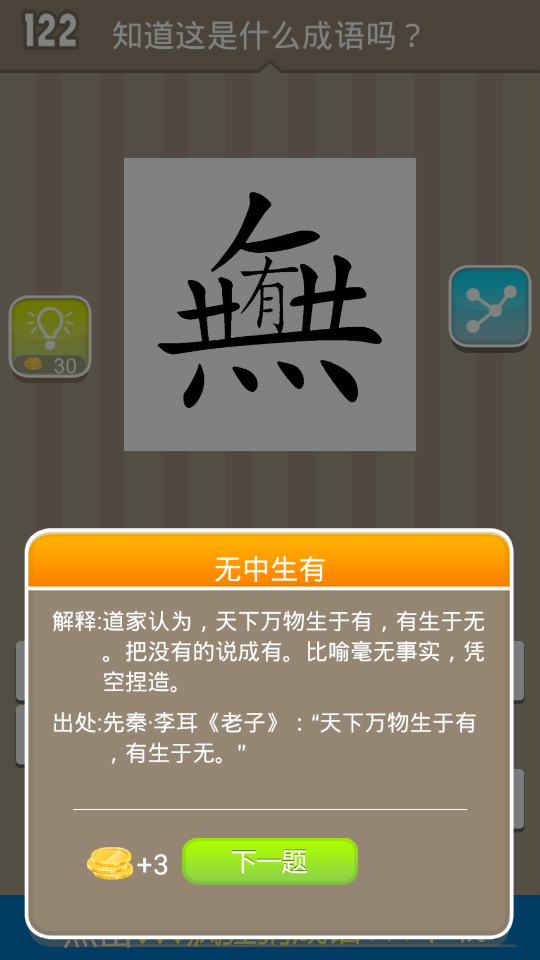 122
知道这是什么成语吗？
無
有
30
无中生有
解释:道家认为，天下万物生于有，有生于无
。把没有的说成有。比喻毫无事实，凭
空捏造。
出处:先秦·李耳《老子》：“天下万物生于有
，有生于无。”
+3
下一题